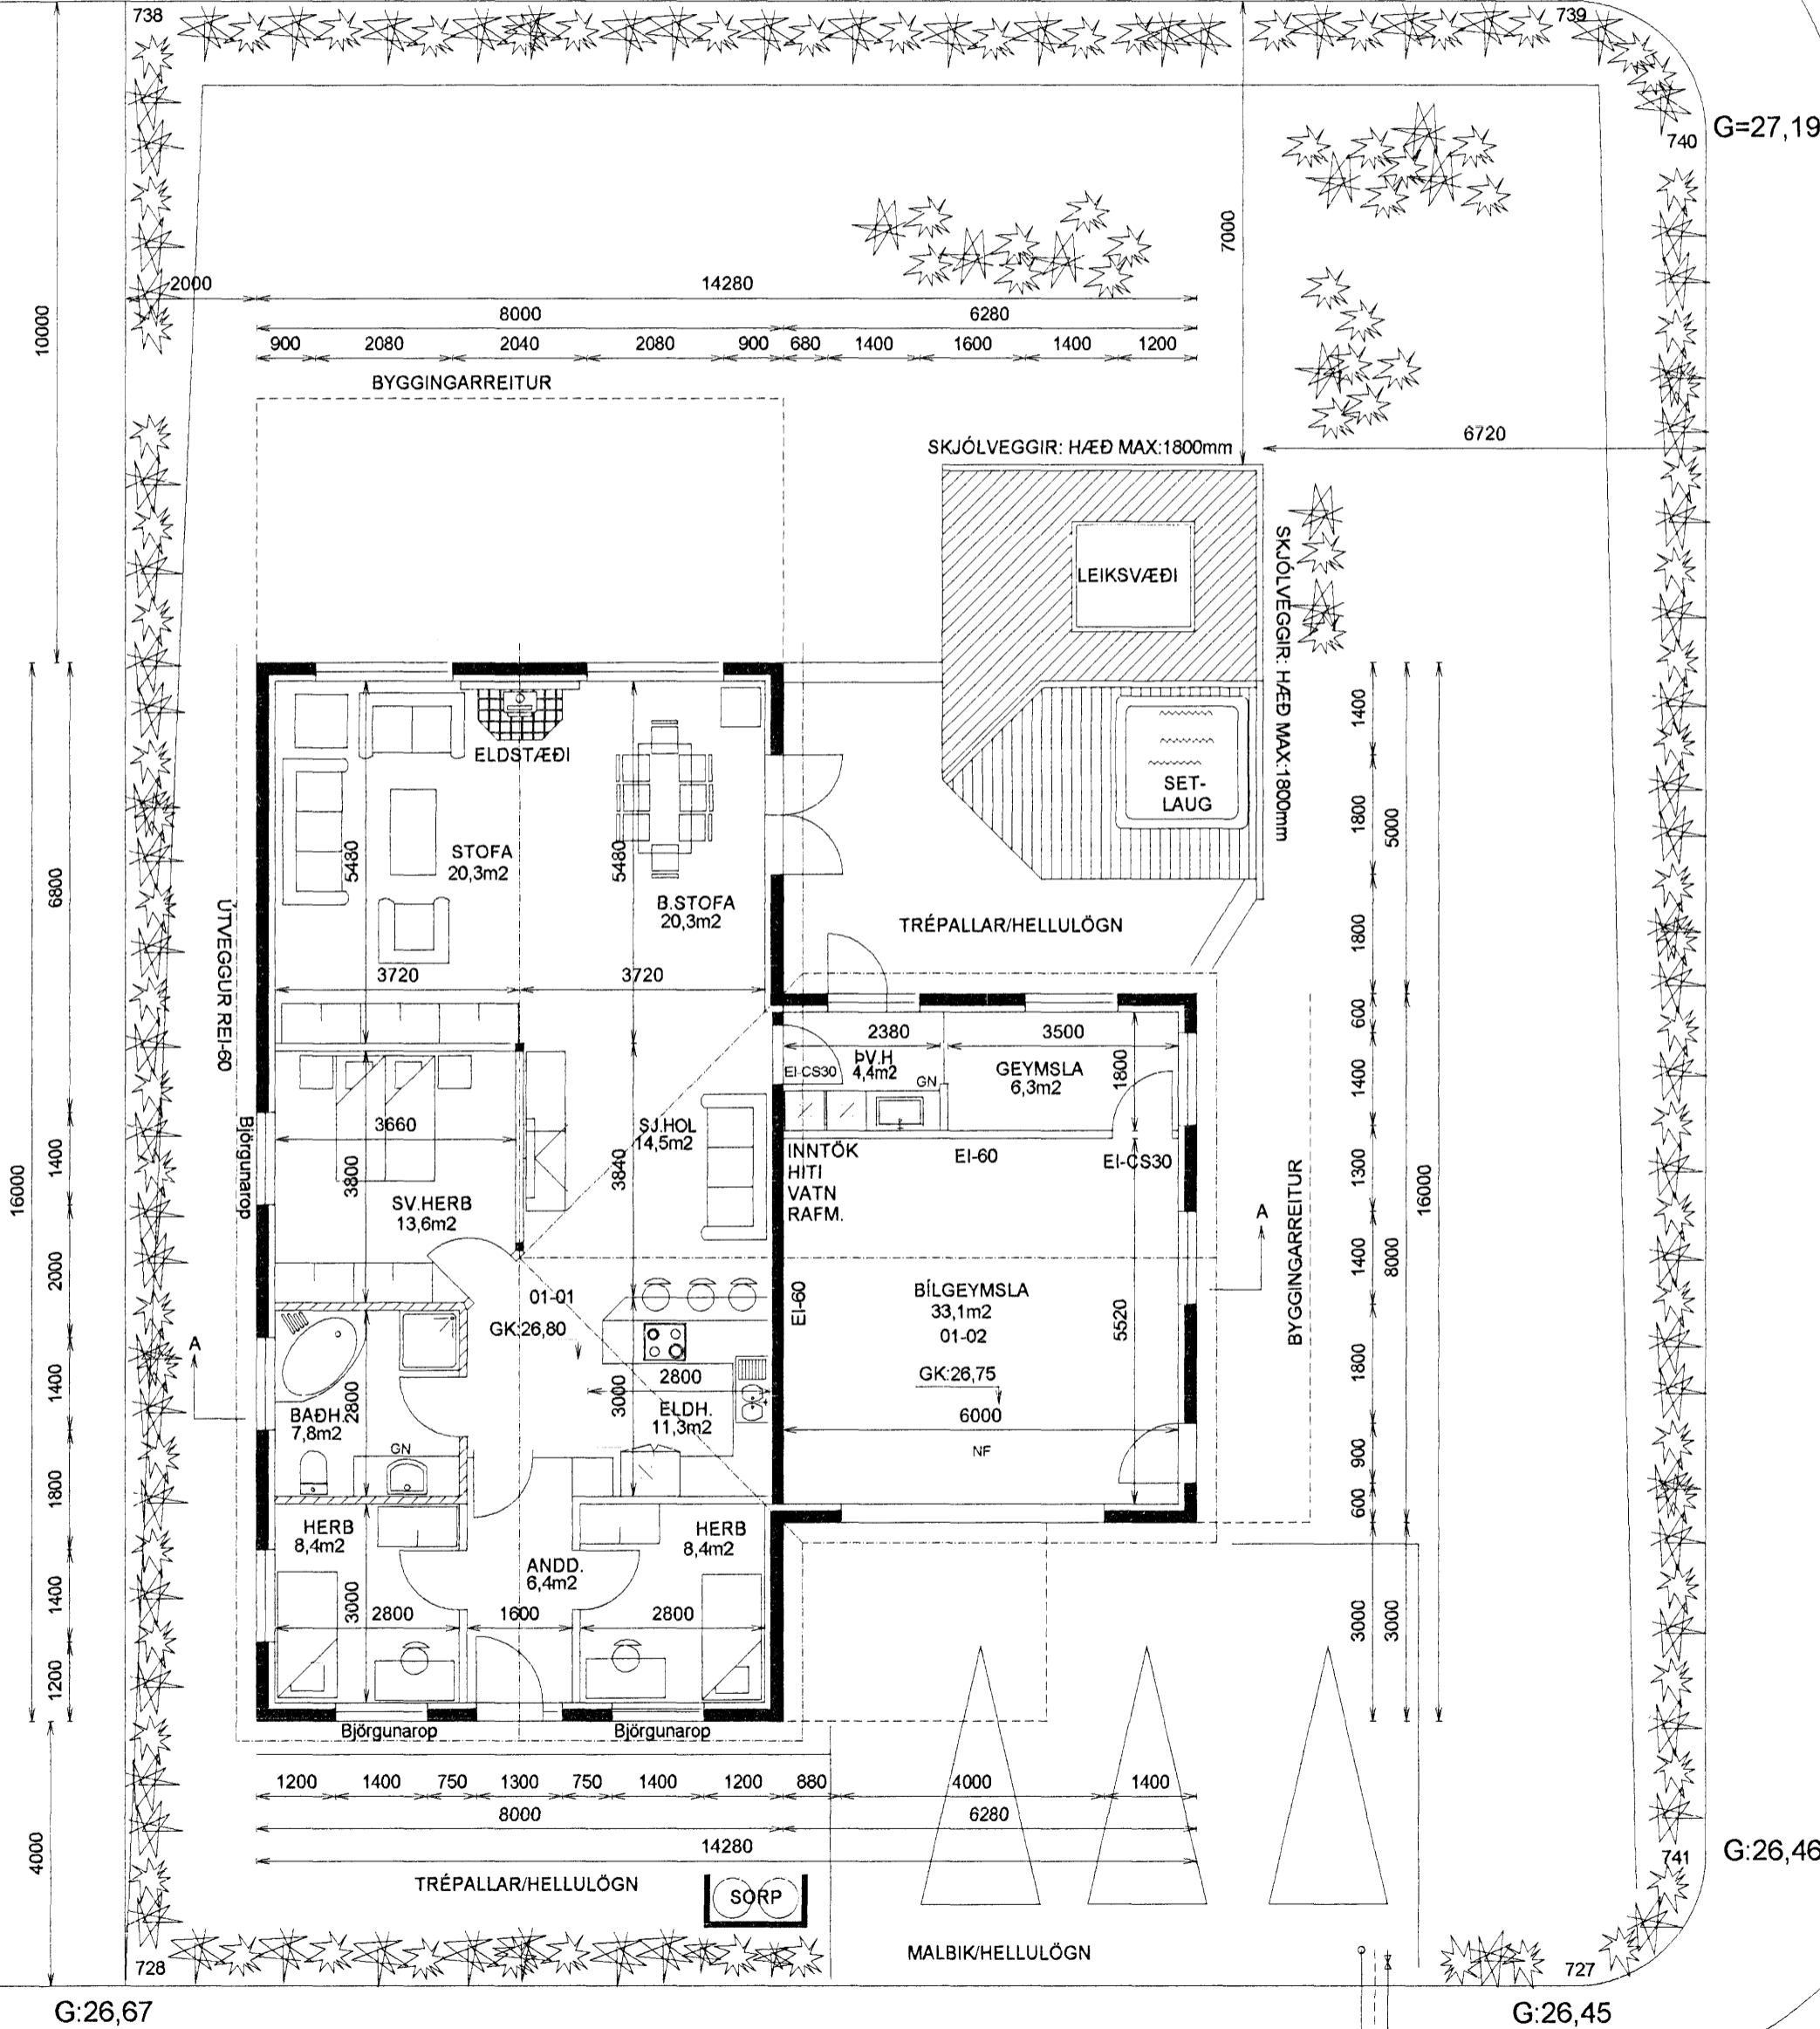 738
739
G=27,19
740
7000
2000
14280
8000
6280
900
2080
2040
2080
900
680
1400
1600
1400
1200
10000
BYGGINGARREITUR
6720
SKJÓLVEGGIR: HÆÐ MAX:1800mm
SKJÓLVEGGIR: HÆÐ MAX:1800mm
LEIKSVÆÐI
SET-
LAUG
ELDSTÆÐI
STOFA
20,3m2
5480
5480
B.STOFA
20,3m2
3720
3720
TRÉPALLAR/HELLULÖGN
ÚTVEGGUR REI-60
6800
16000
1400
2000
1400
1800
1400
1200
4000
1400
1800
1800
600
1400
1300
1400
1800
900
600
3000
5000
8000
3000
16000
2380
3500
EI-CS30
ÞV.H
4,4m2
GN
GEYMSLA
6,3m2
1800
Björgunarop
3660
3800
SV.HERB
13,6m2
SJ.HOL
14,5m2
3840
INNTÖK
HITI
VATN
RAFM.
EI-60
EI-CS30
BYGGINGARREITUR
A
A
01-01
GK:26,80
EI-60
BÍLGEYMSLA
33,1m2
01-02
GK:26,75
5520
6000
NF
2800
3000
ELDH.
11,3m2
BAÐH.
7,8m2
2800
GN
HERB
8,4m2
HERB
8,4m2
ANDD.
6,4m2
3000
2800
1600
2800
Björgunarop
Björgunarop
1200
1400
750
1300
750
1400
1200
880
4000
1400
8000
6280
14280
TRÉPALLAR/HELLULÖGN
SORP
MALBIK/HELLULÖGN
741
G:26,46
728
727
G:26,67
G:26,45